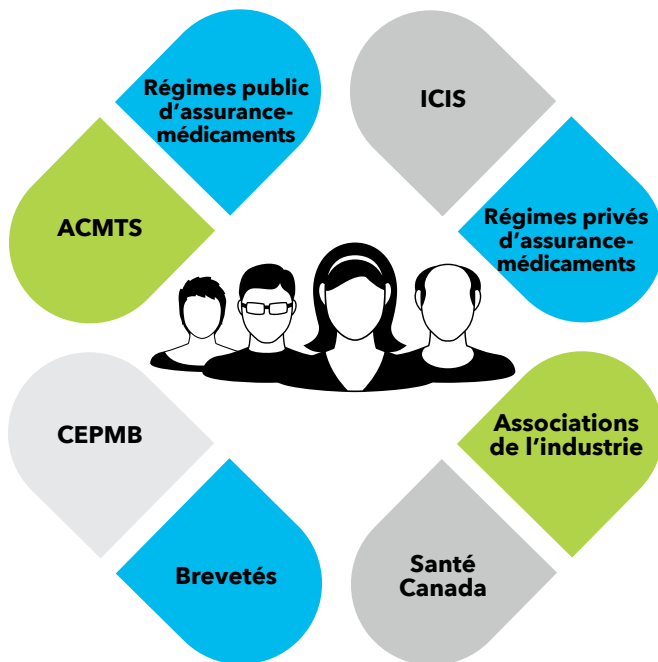 Régimes public
d’assurance-
médicaments
ICIS
ACMTS
Régimes privés
d’assurance-
médicaments
CEPMB
Associations
de l’industrie
Brevetés
Santé
Canada